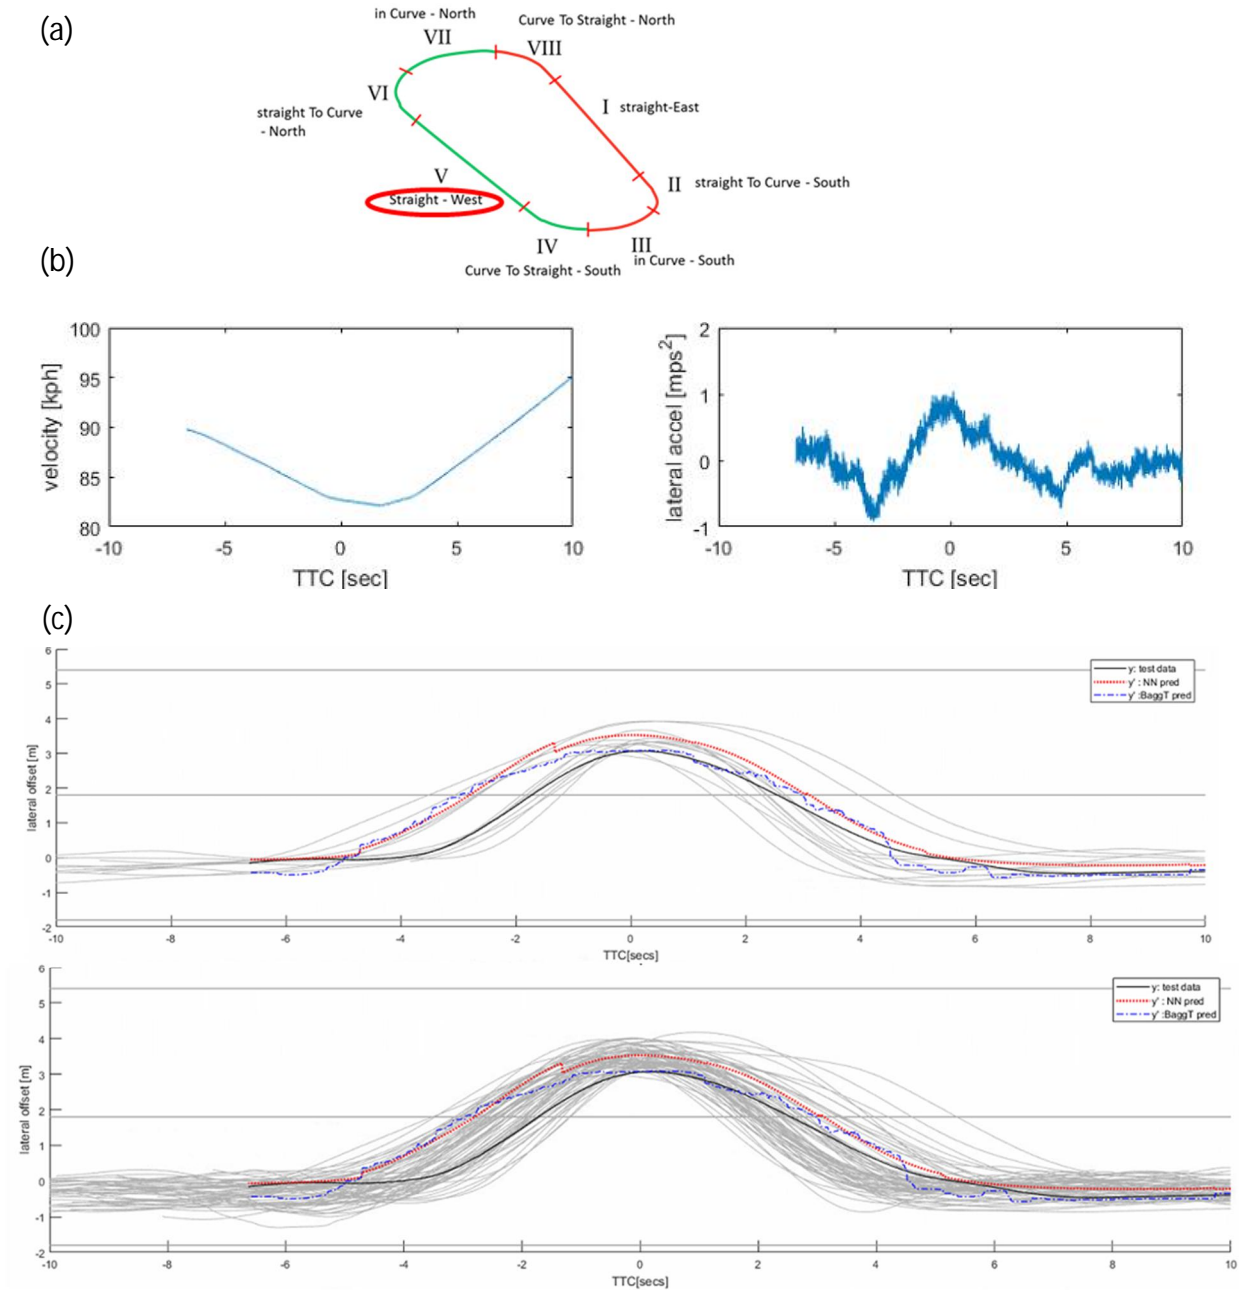 (a)
in Curve - North
Curve To Straight - North
VII
VIII
VI
I straight-East
straight To Curve
- North
V
II straight To Curve - South
Straight - West
IV
III
in Curve - South
Curve To Straight - South
(b)
100
95
90
85
80
velocity [kph]
-10 -5 0 5 10
TTC [sec]
2
1
0
-1
lateral accel [mps2]
-10 -5 0 5 10
TTC [sec]
(c)
6
5
4
3
2
1
0
-1
-2
lateral offset [m]
y: test data
y' : NN pred
y' :BaggT pred
-10 -8 -6 -4 -2 0 2 4 6 8 10
TTC[secs]
6
5
4
3
2
1
0
-1
-2
lateral offset [m]
y: test data
y' : NN pred
y' :BaggT pred
-10 -8 -6 -4 -2 0 2 4 6 8 10
TTC[secs]